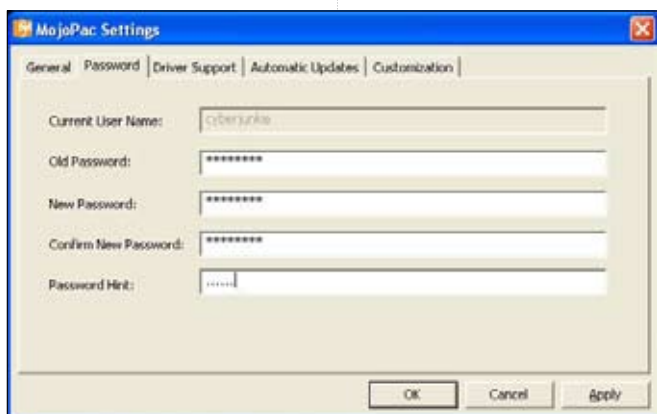 MojoPac Settings
General Password Driver Support Automatic Updates Customization
Current User Name: cyberjunkie
Old Password: ********
New Password: ********
Confirm New Password: ********
Password Hint: ......
OK Cancel Apply